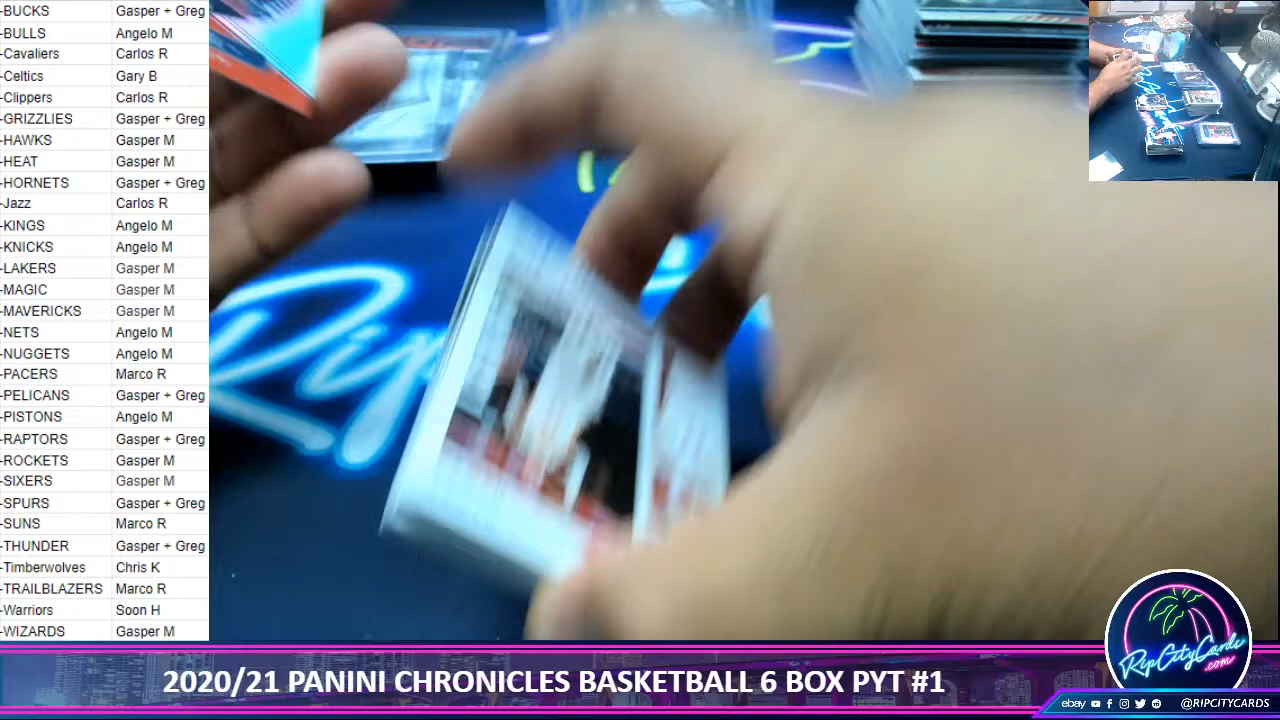 -BUCKS Gasper + Greg
-BULLS Angelo M
-Cavaliers Carlos R
-Celtics Gary B
-Clippers Carlos R
-GRIZZLIES Gasper + Greg
-HAWKS Gasper M
-HEAT Gasper M
-HORNETS Gasper + Greg
-Jazz Carlos R
-KINGS Angelo M
-KNICKS Angelo M
-LAKERS Gasper M
-MAGIC Gasper M
-MAVERICKS Gasper M
-NETS Angelo M
-NUGGETS Angelo M
-PACERS Marco R
-PELICANS Gasper + Greg
-PISTONS Angelo M
-RAPTORS Gasper + Greg
-ROCKETS Gasper M
-SIXERS Gasper M
-SPURS Gasper + Greg
-SUNS Marco R
-THUNDER Gasper + Greg
-Timberwolves Chris K
-TRAILBLAZERS Marco R
-Warriors Soon H
-WIZARDS Gasper M
Rip
RipCityCards
.com
2020/21 PANINI CHRONICLES BASKETBALL 6 BOX PYT #1
ebay @RIPCITYCARDS